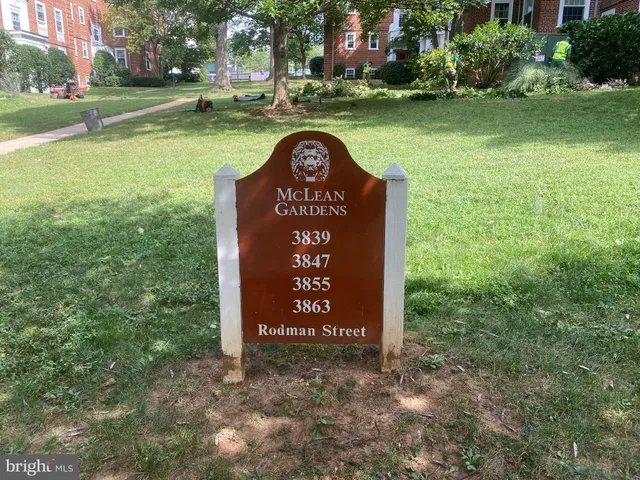 McLean
Gardens
3839
3847
3855
3863
Rodman Street
bright MLS